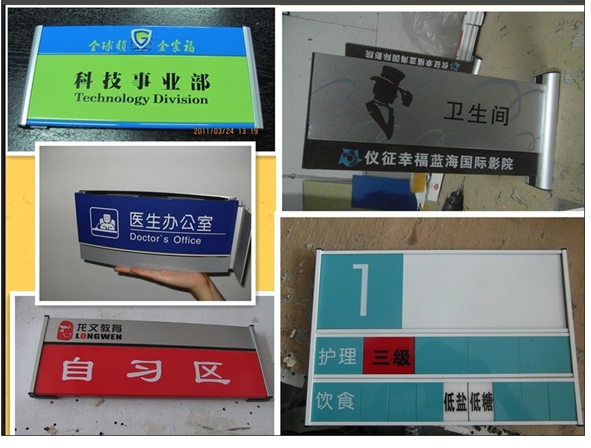 全球锁 全家福
科技事业部
Technology Division
2011/03/24 13:19
仪征幸福蓝海国际影院
卫生间
仪征幸福蓝海国际影院
医生办公室
Doctor's Office
龙文教育
LONGWEN
自习区
1
护理 三级
饮食 低盐 低糖